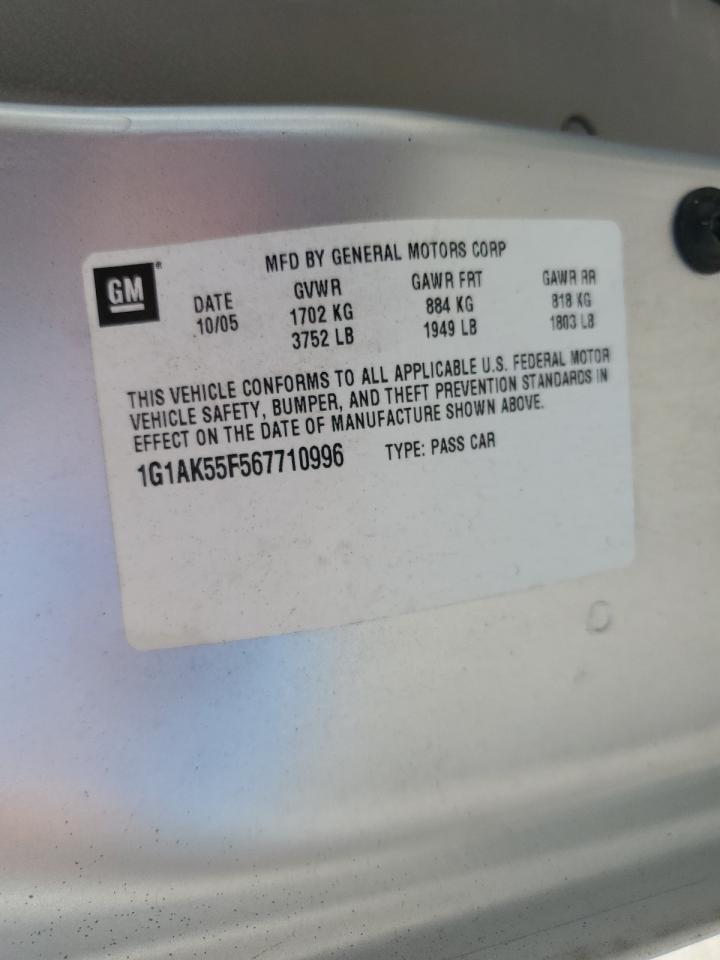 MFD BY GENERAL MOTORS CORP
GM®
DATE GVWR GAWR FRT GAWR RR
10/05 1702 KG 884 KG 818 KG
3752 LB 1949 LB 1803 LB
THIS VEHICLE CONFORMS TO ALL APPLICABLE U.S. FEDERAL MOTOR
VEHICLE SAFETY, BUMPER, AND THEFT PREVENTION STANDARDS IN
EFFECT ON THE DATE OF MANUFACTURE SHOWN ABOVE.
1G1AK55F567710996 TYPE: PASS CAR